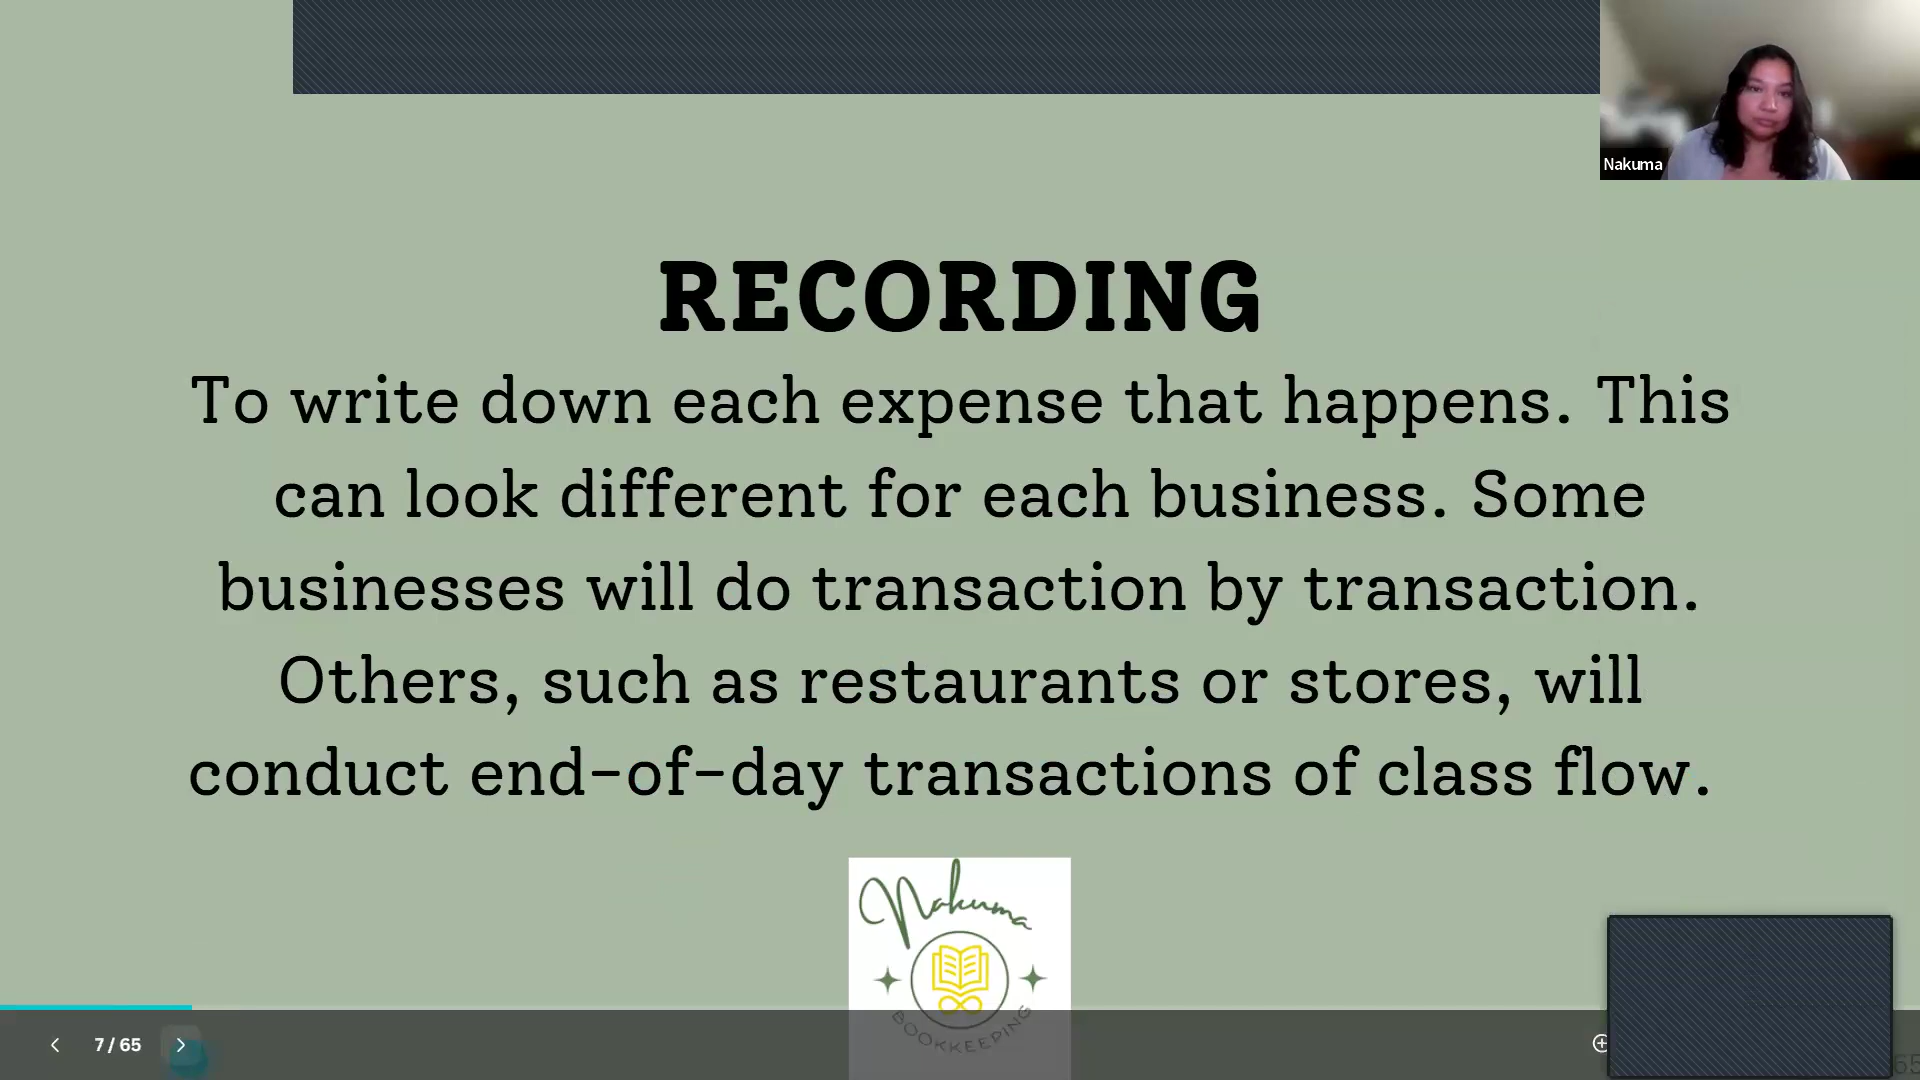 Nakuma
RECORDING
To write down each expense that happens. This
can look different for each business. Some
businesses will do transaction by transaction.
Others, such as restaurants or stores, will
conduct end-of-day transactions of class flow.
Nakuma
BOOKKEEPING
7 / 65
65